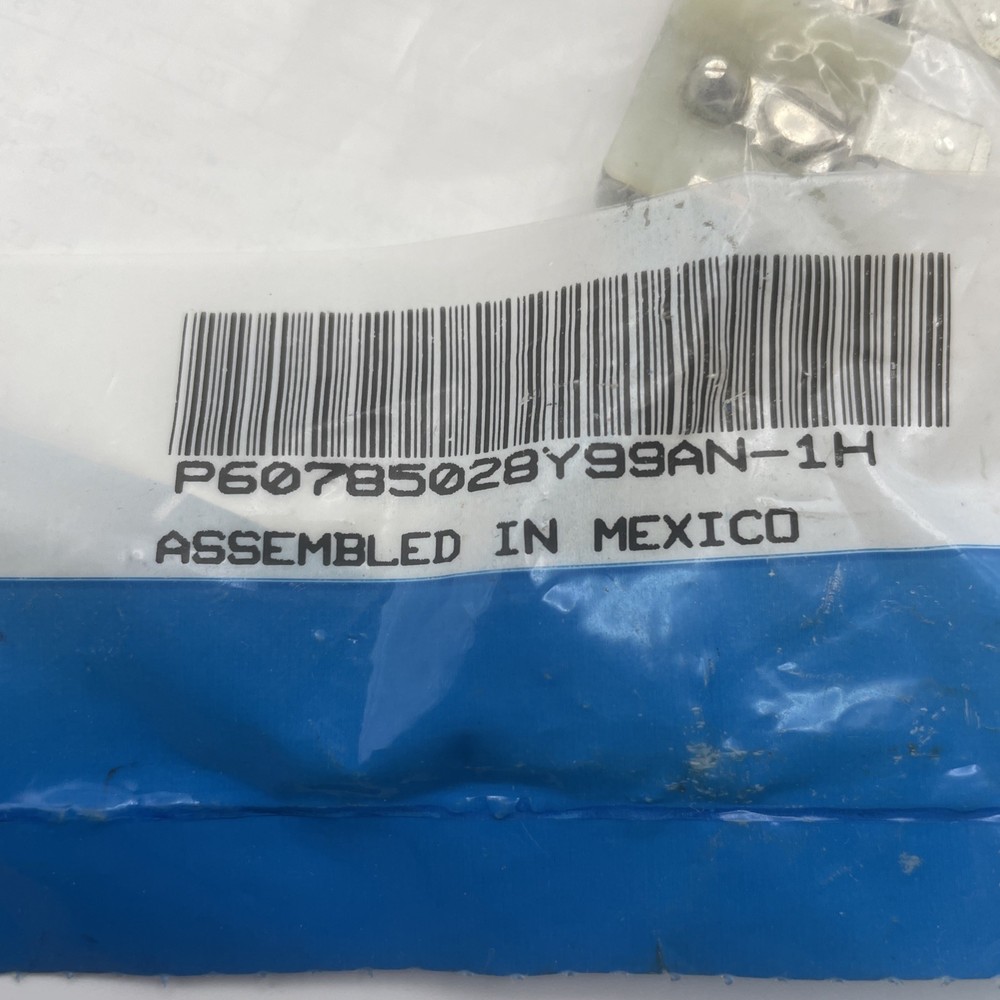 P60785028Y99AN-1H
ASSEMBLED IN MEXICO